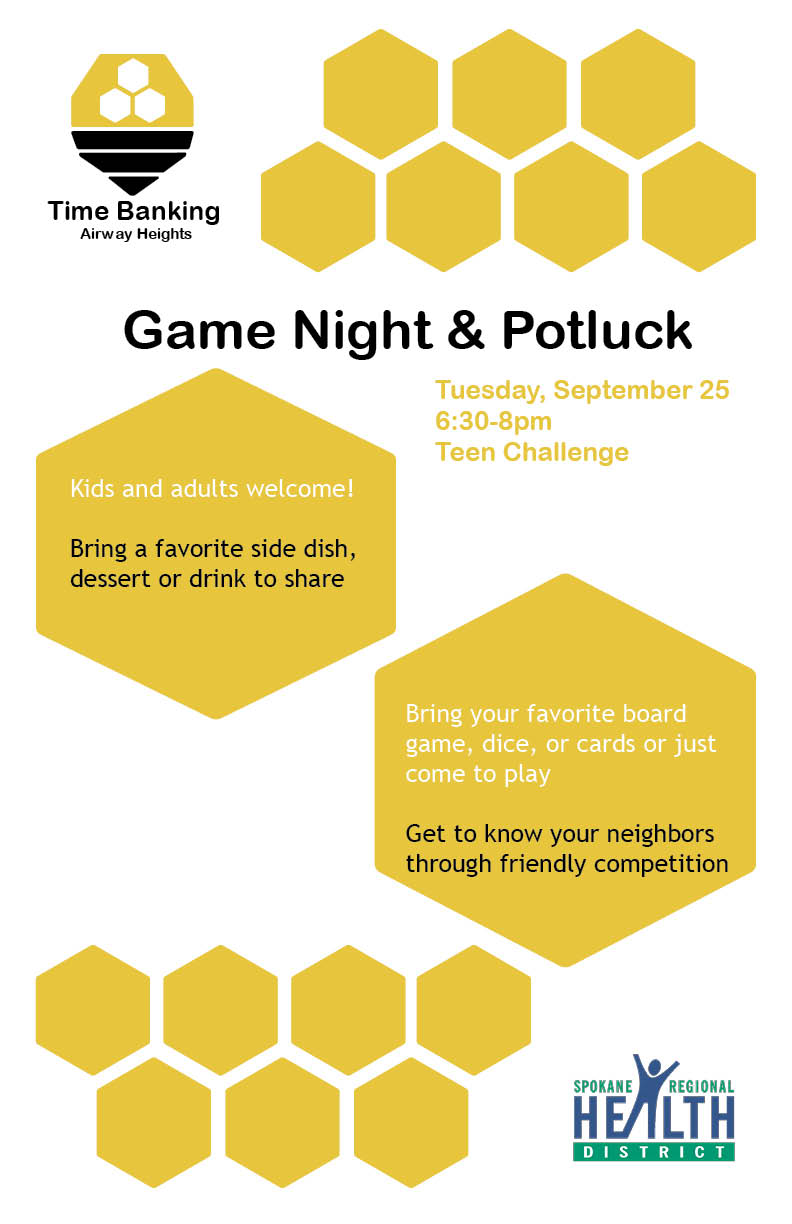 Time Banking
Airway Heights
Game Night & Potluck
Tuesday, September 25
6:30-8pm
Teen Challenge
Kids and adults welcome!
Bring a favorite side dish,
dessert or drink to share
Bring your favorite board
game, dice, or cards or just
come to play
Get to know your neighbors
through friendly competition
SPOKANE REGIONAL
HEALTH
DISTRICT